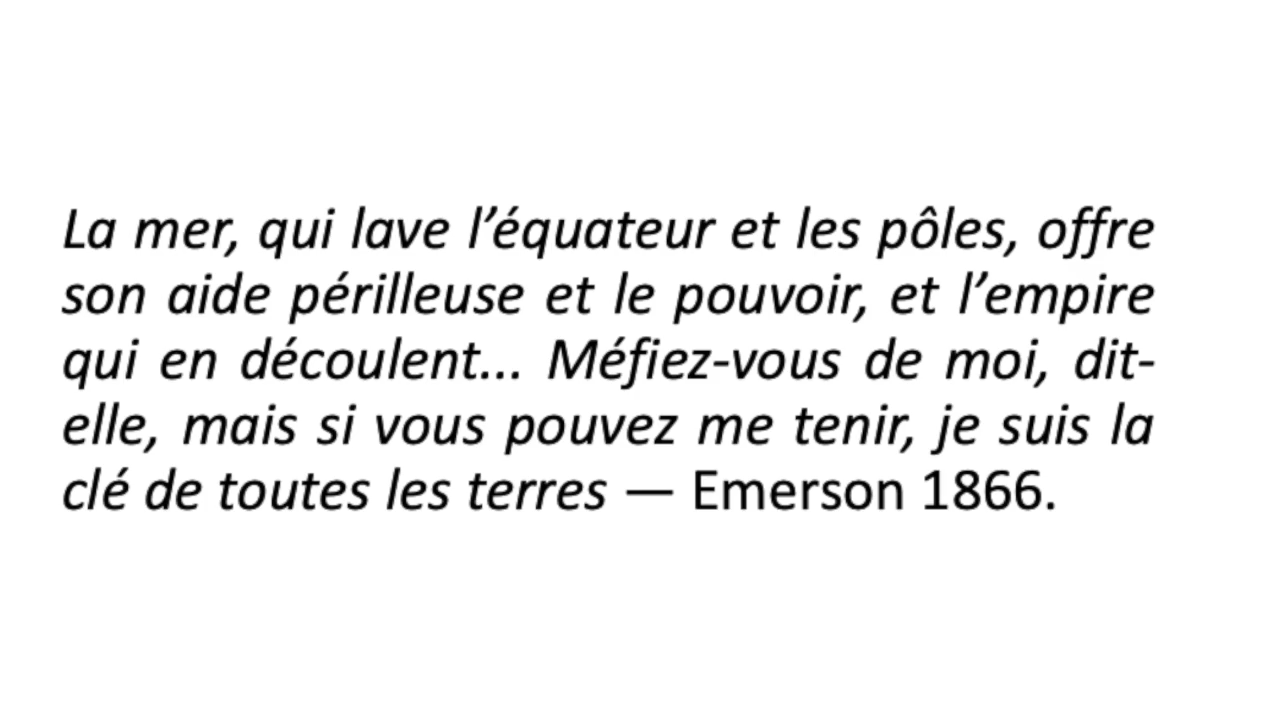 La mer, qui lave l’équateur et les pôles, offre
son aide périlleuse et le pouvoir, et l’empire
qui en découlent... Méfiez-vous de moi, dit-
elle, mais si vous pouvez me tenir, je suis la
clé de toutes les terres — Emerson 1866.